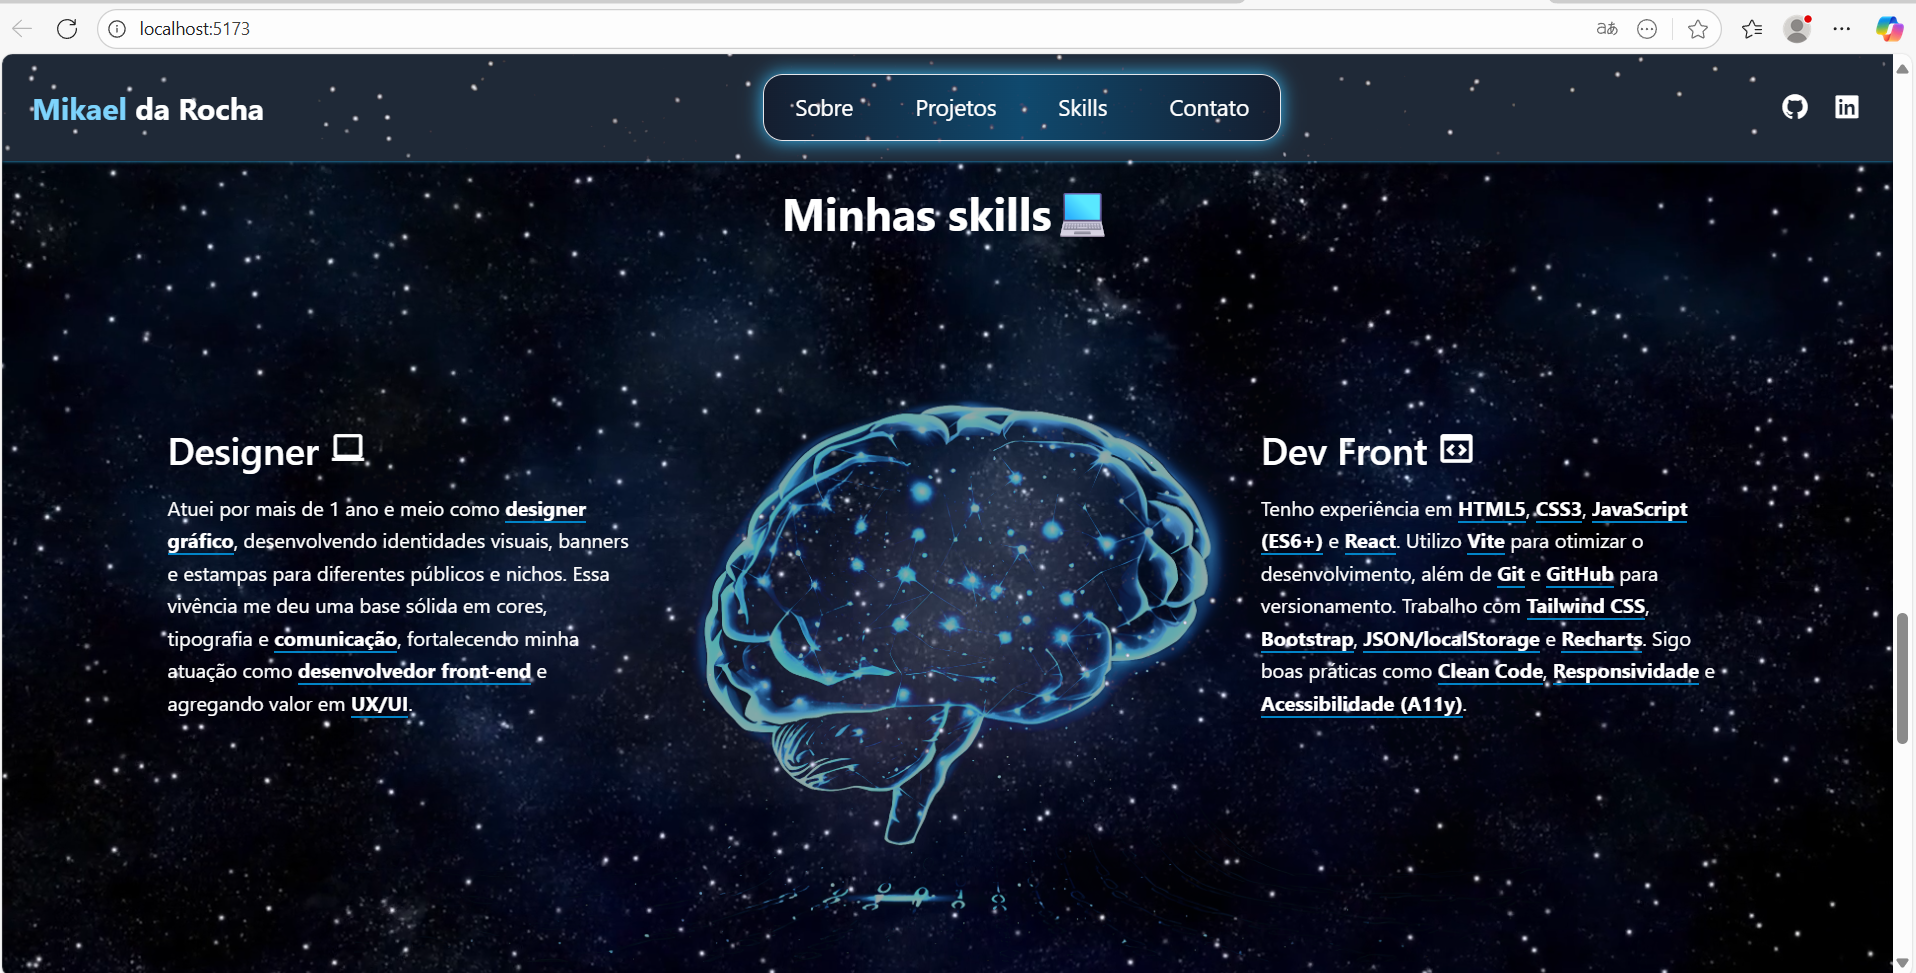 localhost:5173
Mikael da Rocha
Sobre Projetos Skills Contato
Minhas skills
Designer
Atuei por mais de 1 ano e meio como designer
gráfico, desenvolvendo identidades visuais, banners
e estampas para diferentes públicos e nichos. Essa
vivência me deu uma base sólida em cores,
tipografia e comunicação, fortalecendo minha
atuação como desenvolvedor front-end e
agregando valor em UX/UI.
Dev Front
Tenho experiência em HTML5, CSS3, JavaScript
(ES6+) e React. Utilizo Vite para otimizar o
desenvolvimento, além de Git e GitHub para
versionamento. Trabalho com Tailwind CSS,
Bootstrap, JSON/localStorage e Recharts. Sigo
boas práticas como Clean Code, Responsividade e
Acessibilidade (A11y).